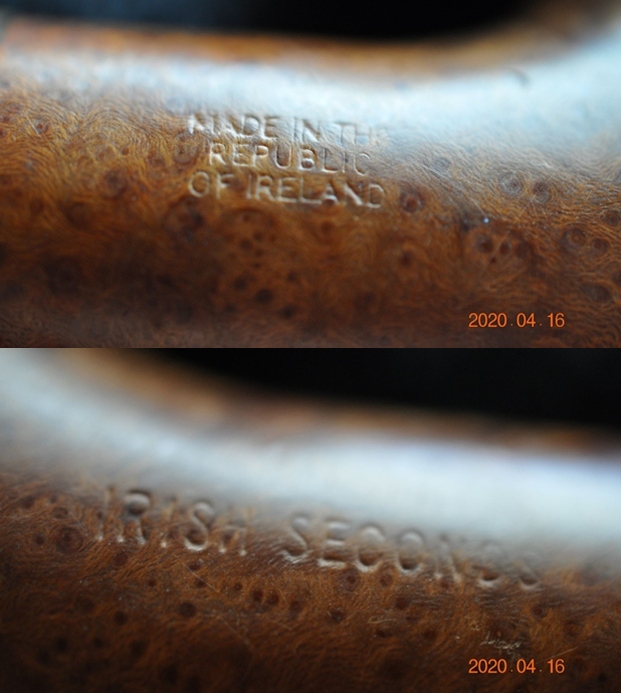 MADE IN THE
REPUBLIC
OF IRELAND
2020.04.16
IRISH SECONDS
2020.04.16